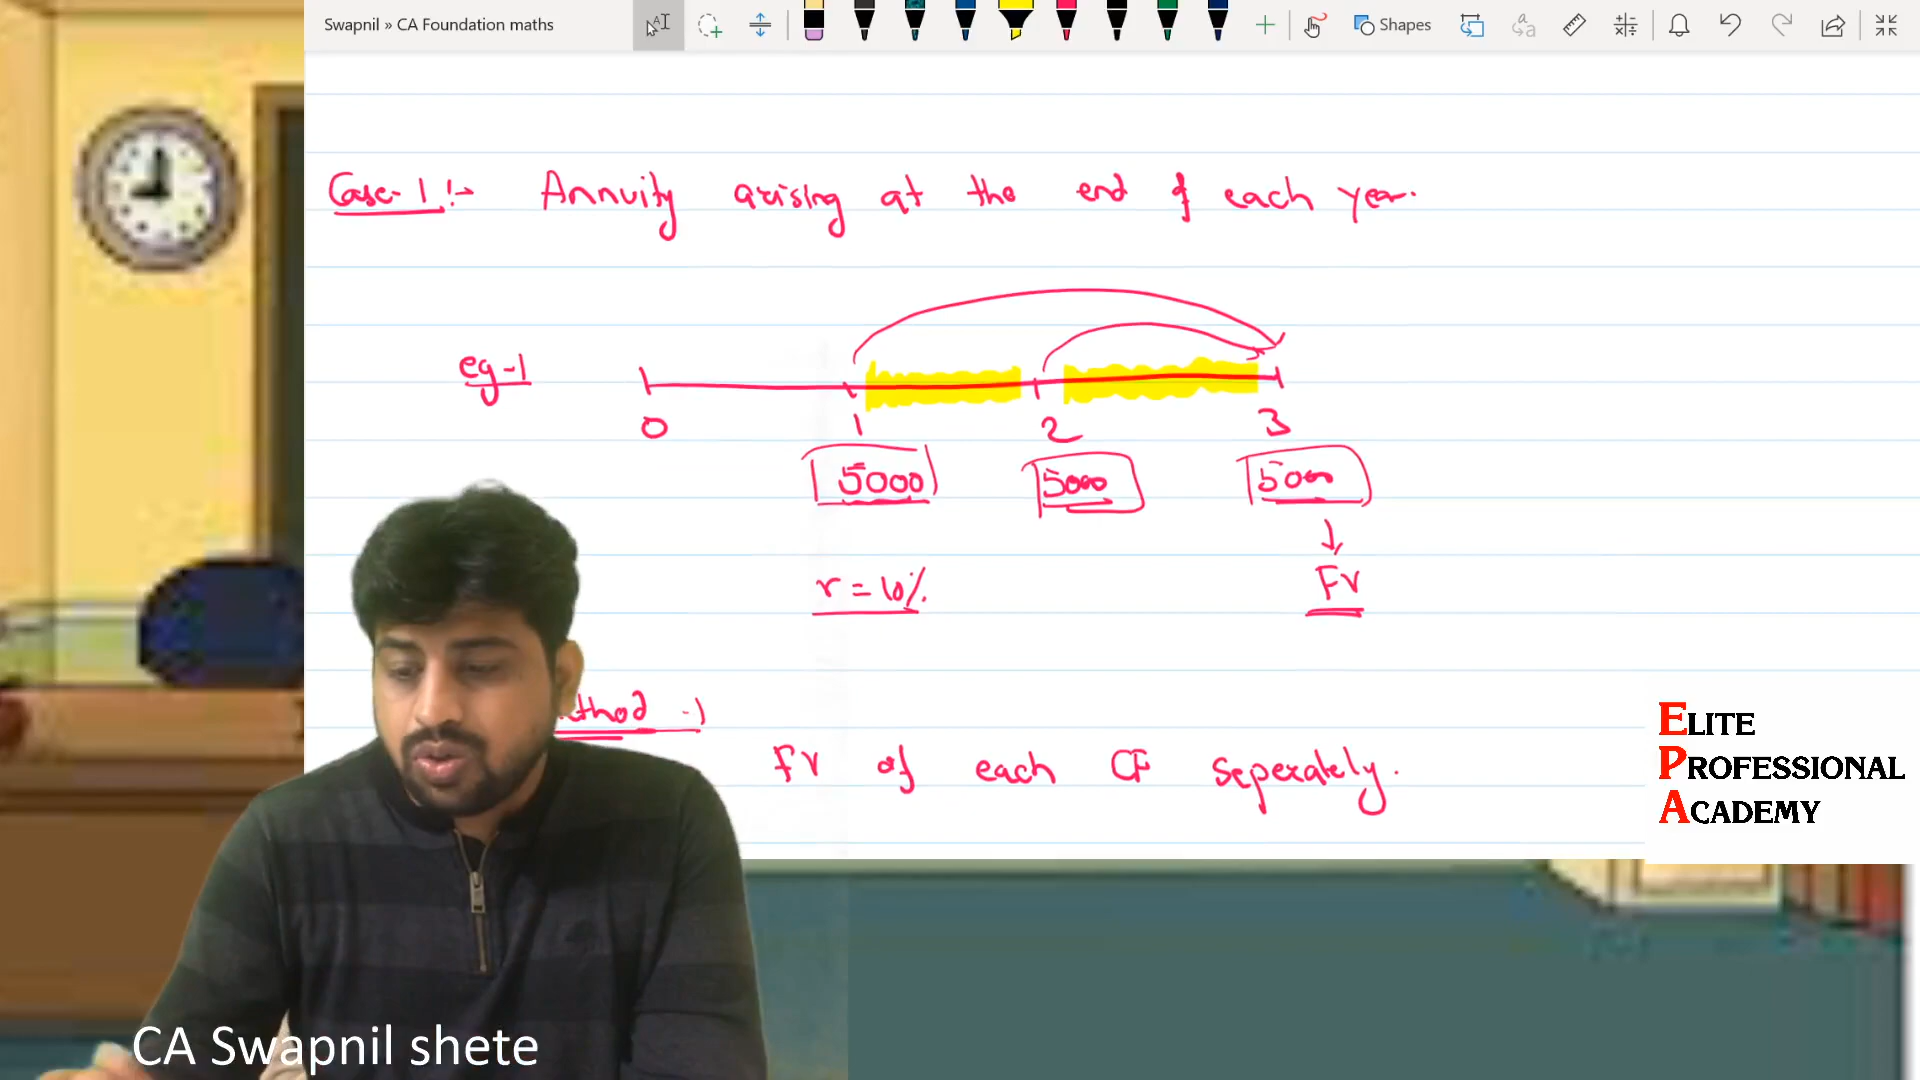 Swapnil » CA Foundation maths
Shapes
Case-1 :- Annuity arising at the end of each year.
eg-1
0 1 2 3
5000 5000 5000
r = 10% FV
ethod -1
FV of each CF seperately.
ELITE
PROFESSIONAL
ACADEMY
CA Swapnil shete